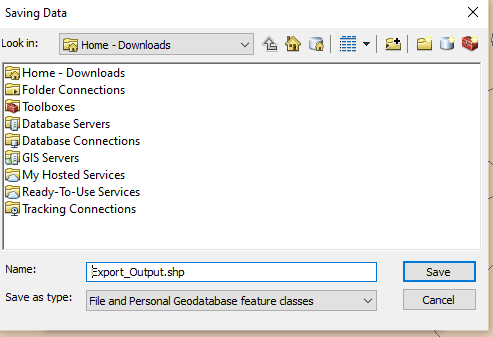 Saving Data
Look in: Home - Downloads
Home - Downloads
Folder Connections
Toolboxes
Database Servers
Database Connections
GIS Servers
My Hosted Services
Ready-To-Use Services
Tracking Connections
Name: Export_Output.shp Save
Save as type: File and Personal Geodatabase feature classes Cancel